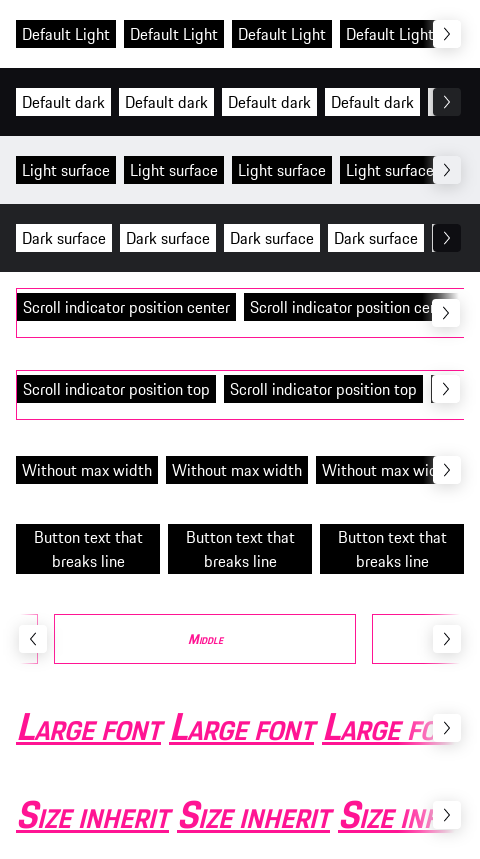 Default Light Default Light Default Light Default Light
Default dark Default dark Default dark Default dark
Light surface Light surface Light surface Light surface
Dark surface Dark surface Dark surface Dark surface
Scroll indicator position center Scroll indicator position cen
Scroll indicator position top Scroll indicator position top
Without max width Without max width Without max wid
Button text that Button text that Button text that
breaks line breaks line breaks line
Middle
Large font Large font Large fo
Size inherit Size inherit Size inh